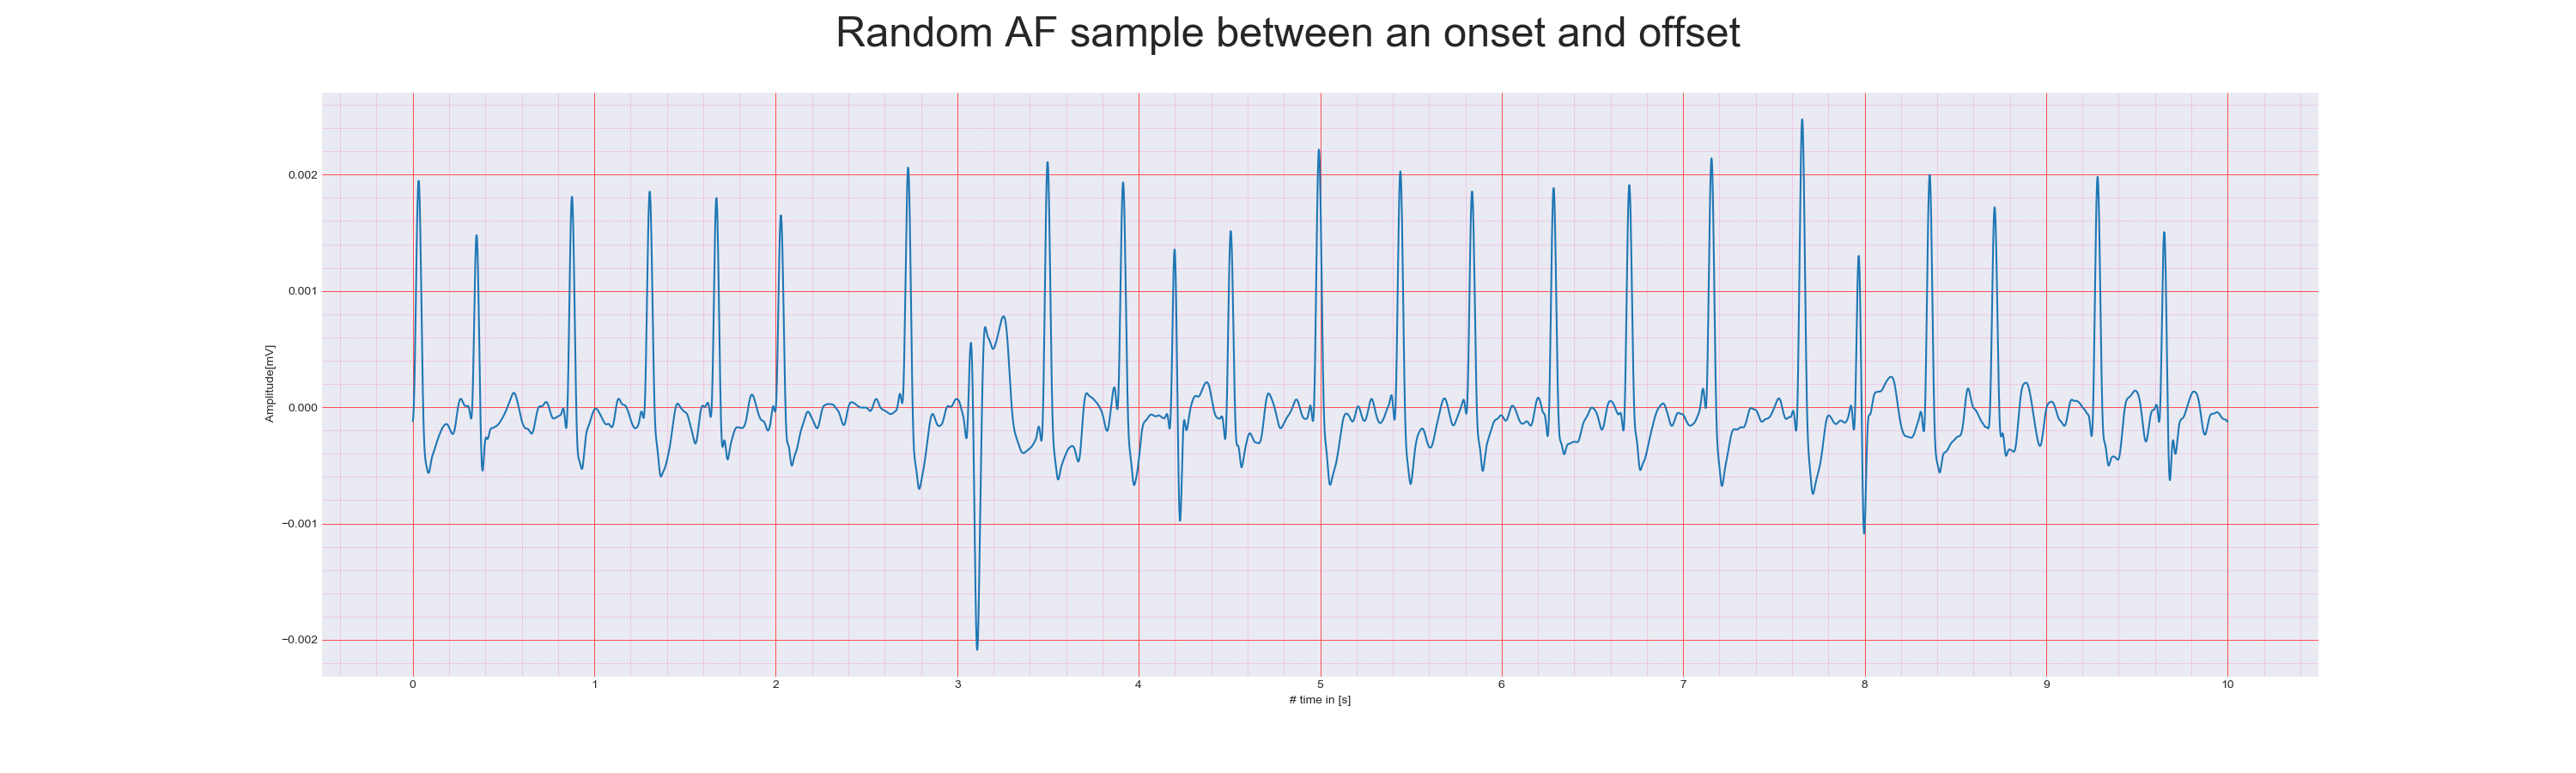 Random AF sample between an onset and offset
Amplitude[mV]
0.002
0.001
0.000
−0.001
−0.002
0 1 2 3 4 5 6 7 8 9 10
# time in [s]